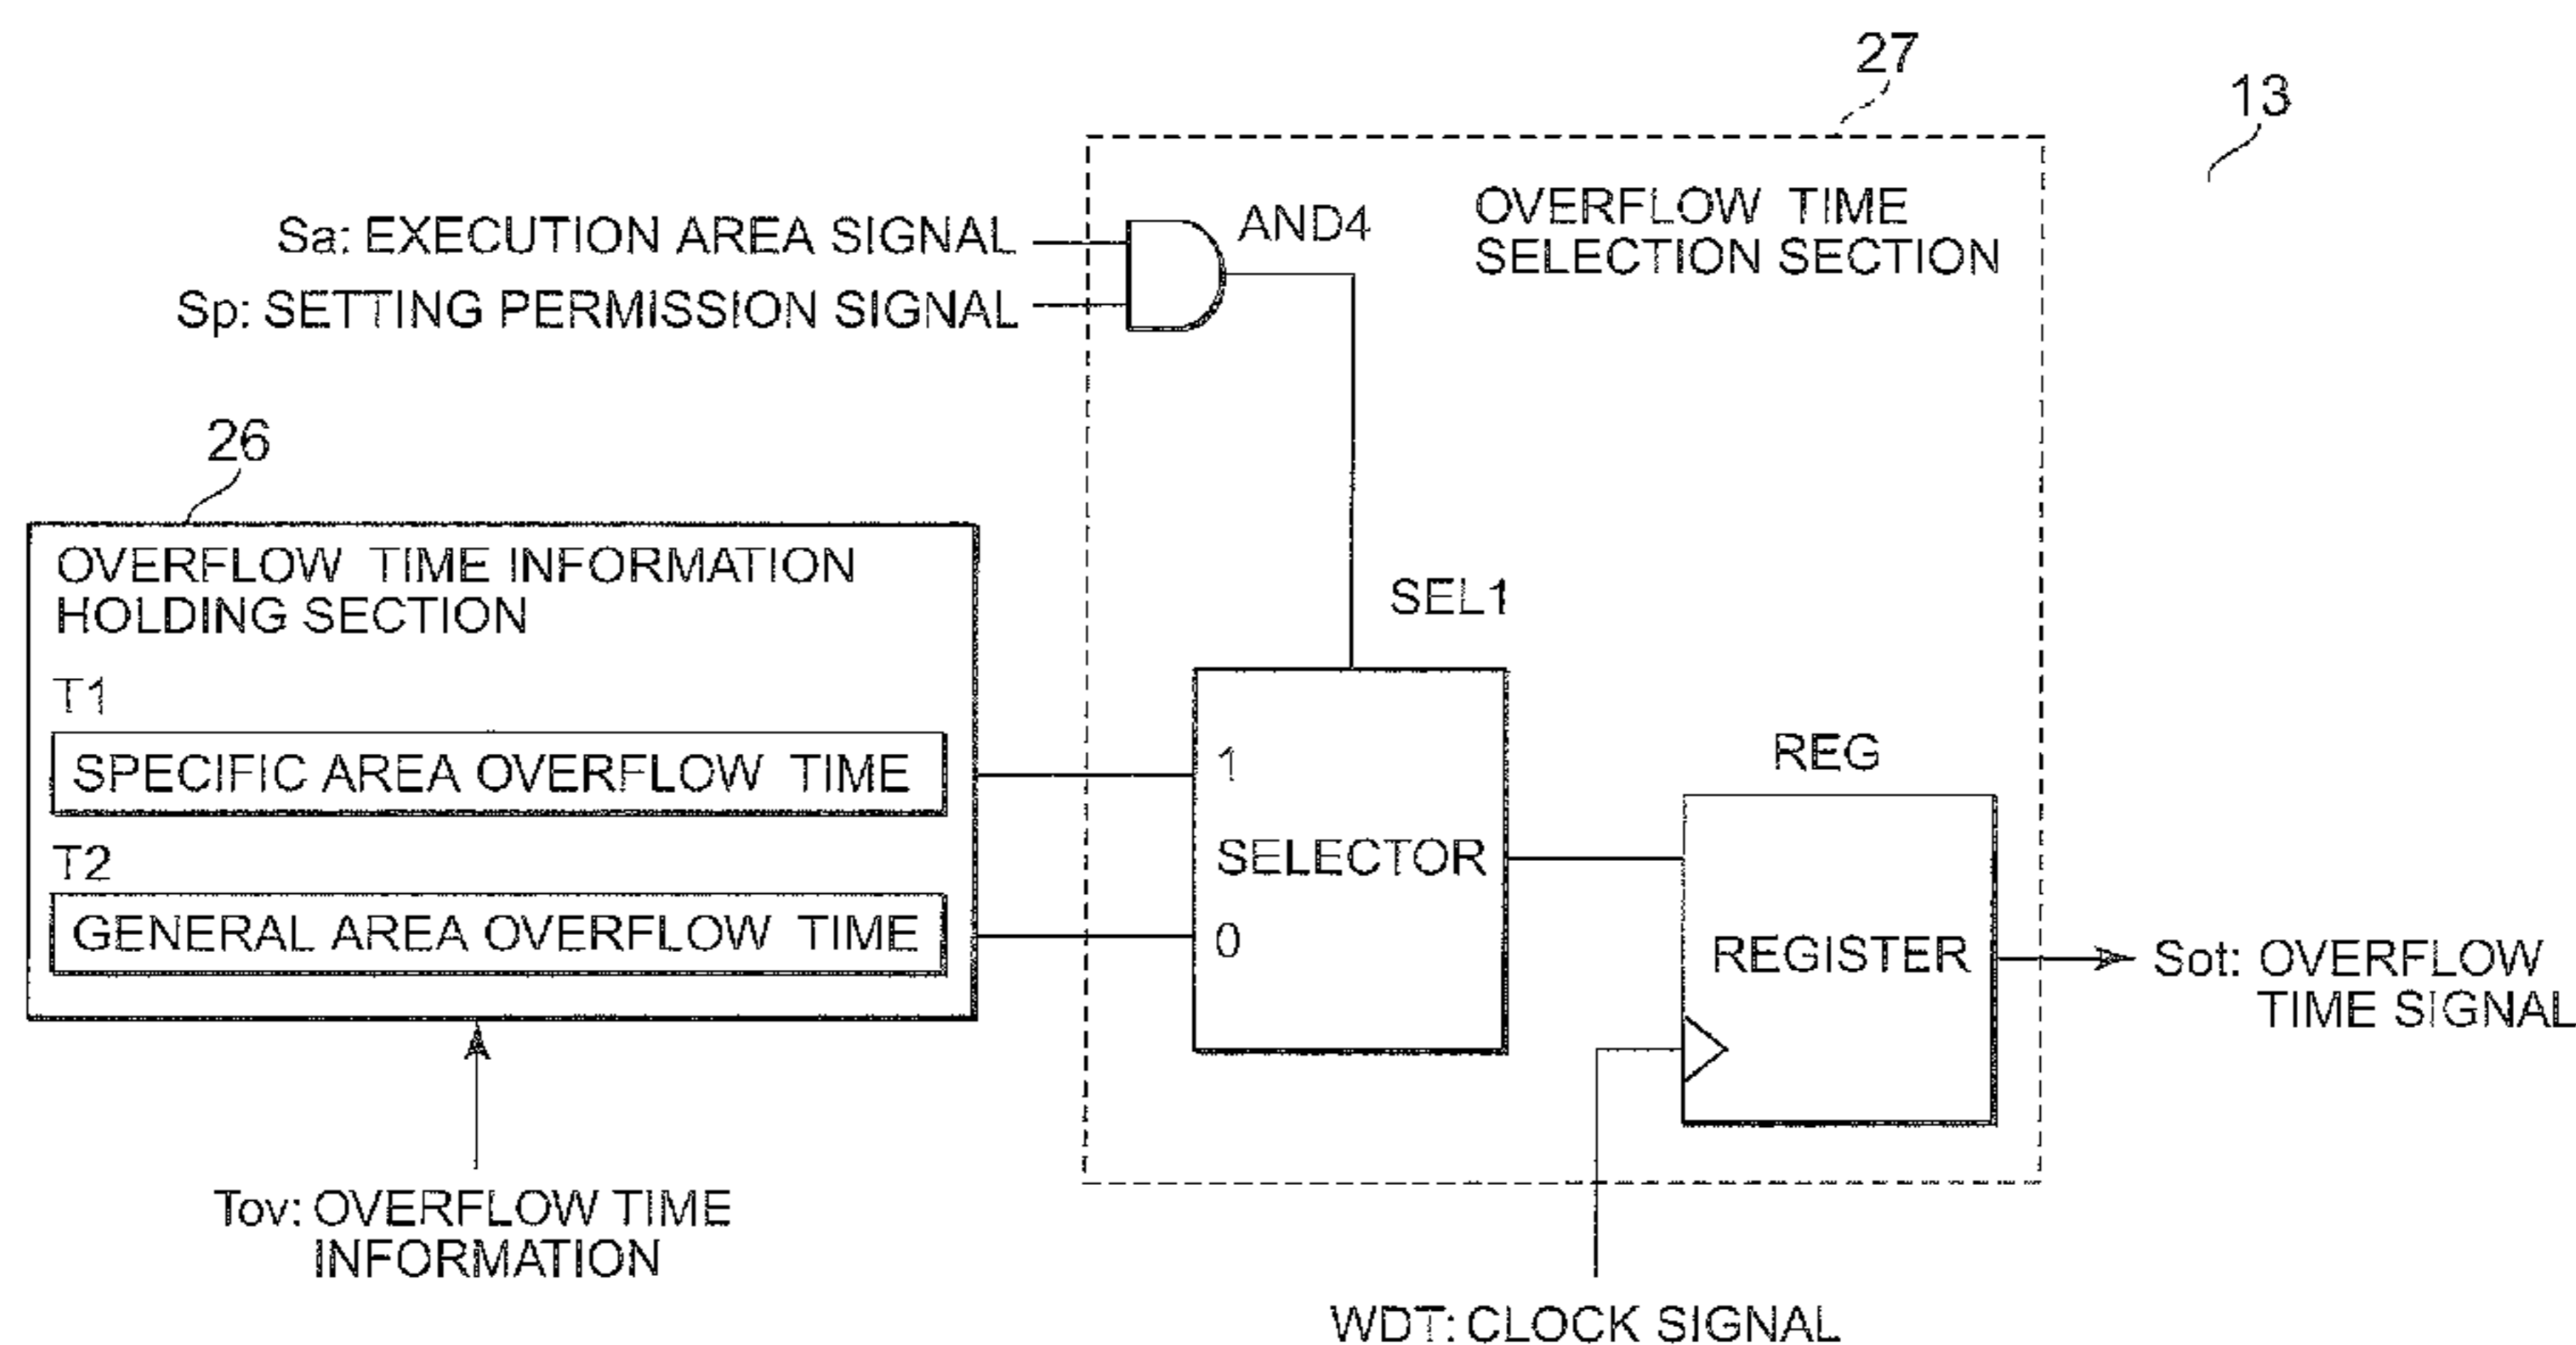 27
13
OVERFLOW TIME
SELECTION SECTION
Sa: EXECUTION AREA SIGNAL
AND4
Sp: SETTING PERMISSION SIGNAL
26
OVERFLOW TIME INFORMATION
HOLDING SECTION
SEL1
T1
SPECIFIC AREA OVERFLOW TIME
1
REG
T2
SELECTOR
GENERAL AREA OVERFLOW TIME
0
REGISTER
Sot: OVERFLOW
TIME SIGNAL
Tov: OVERFLOW TIME
INFORMATION
WDT: CLOCK SIGNAL